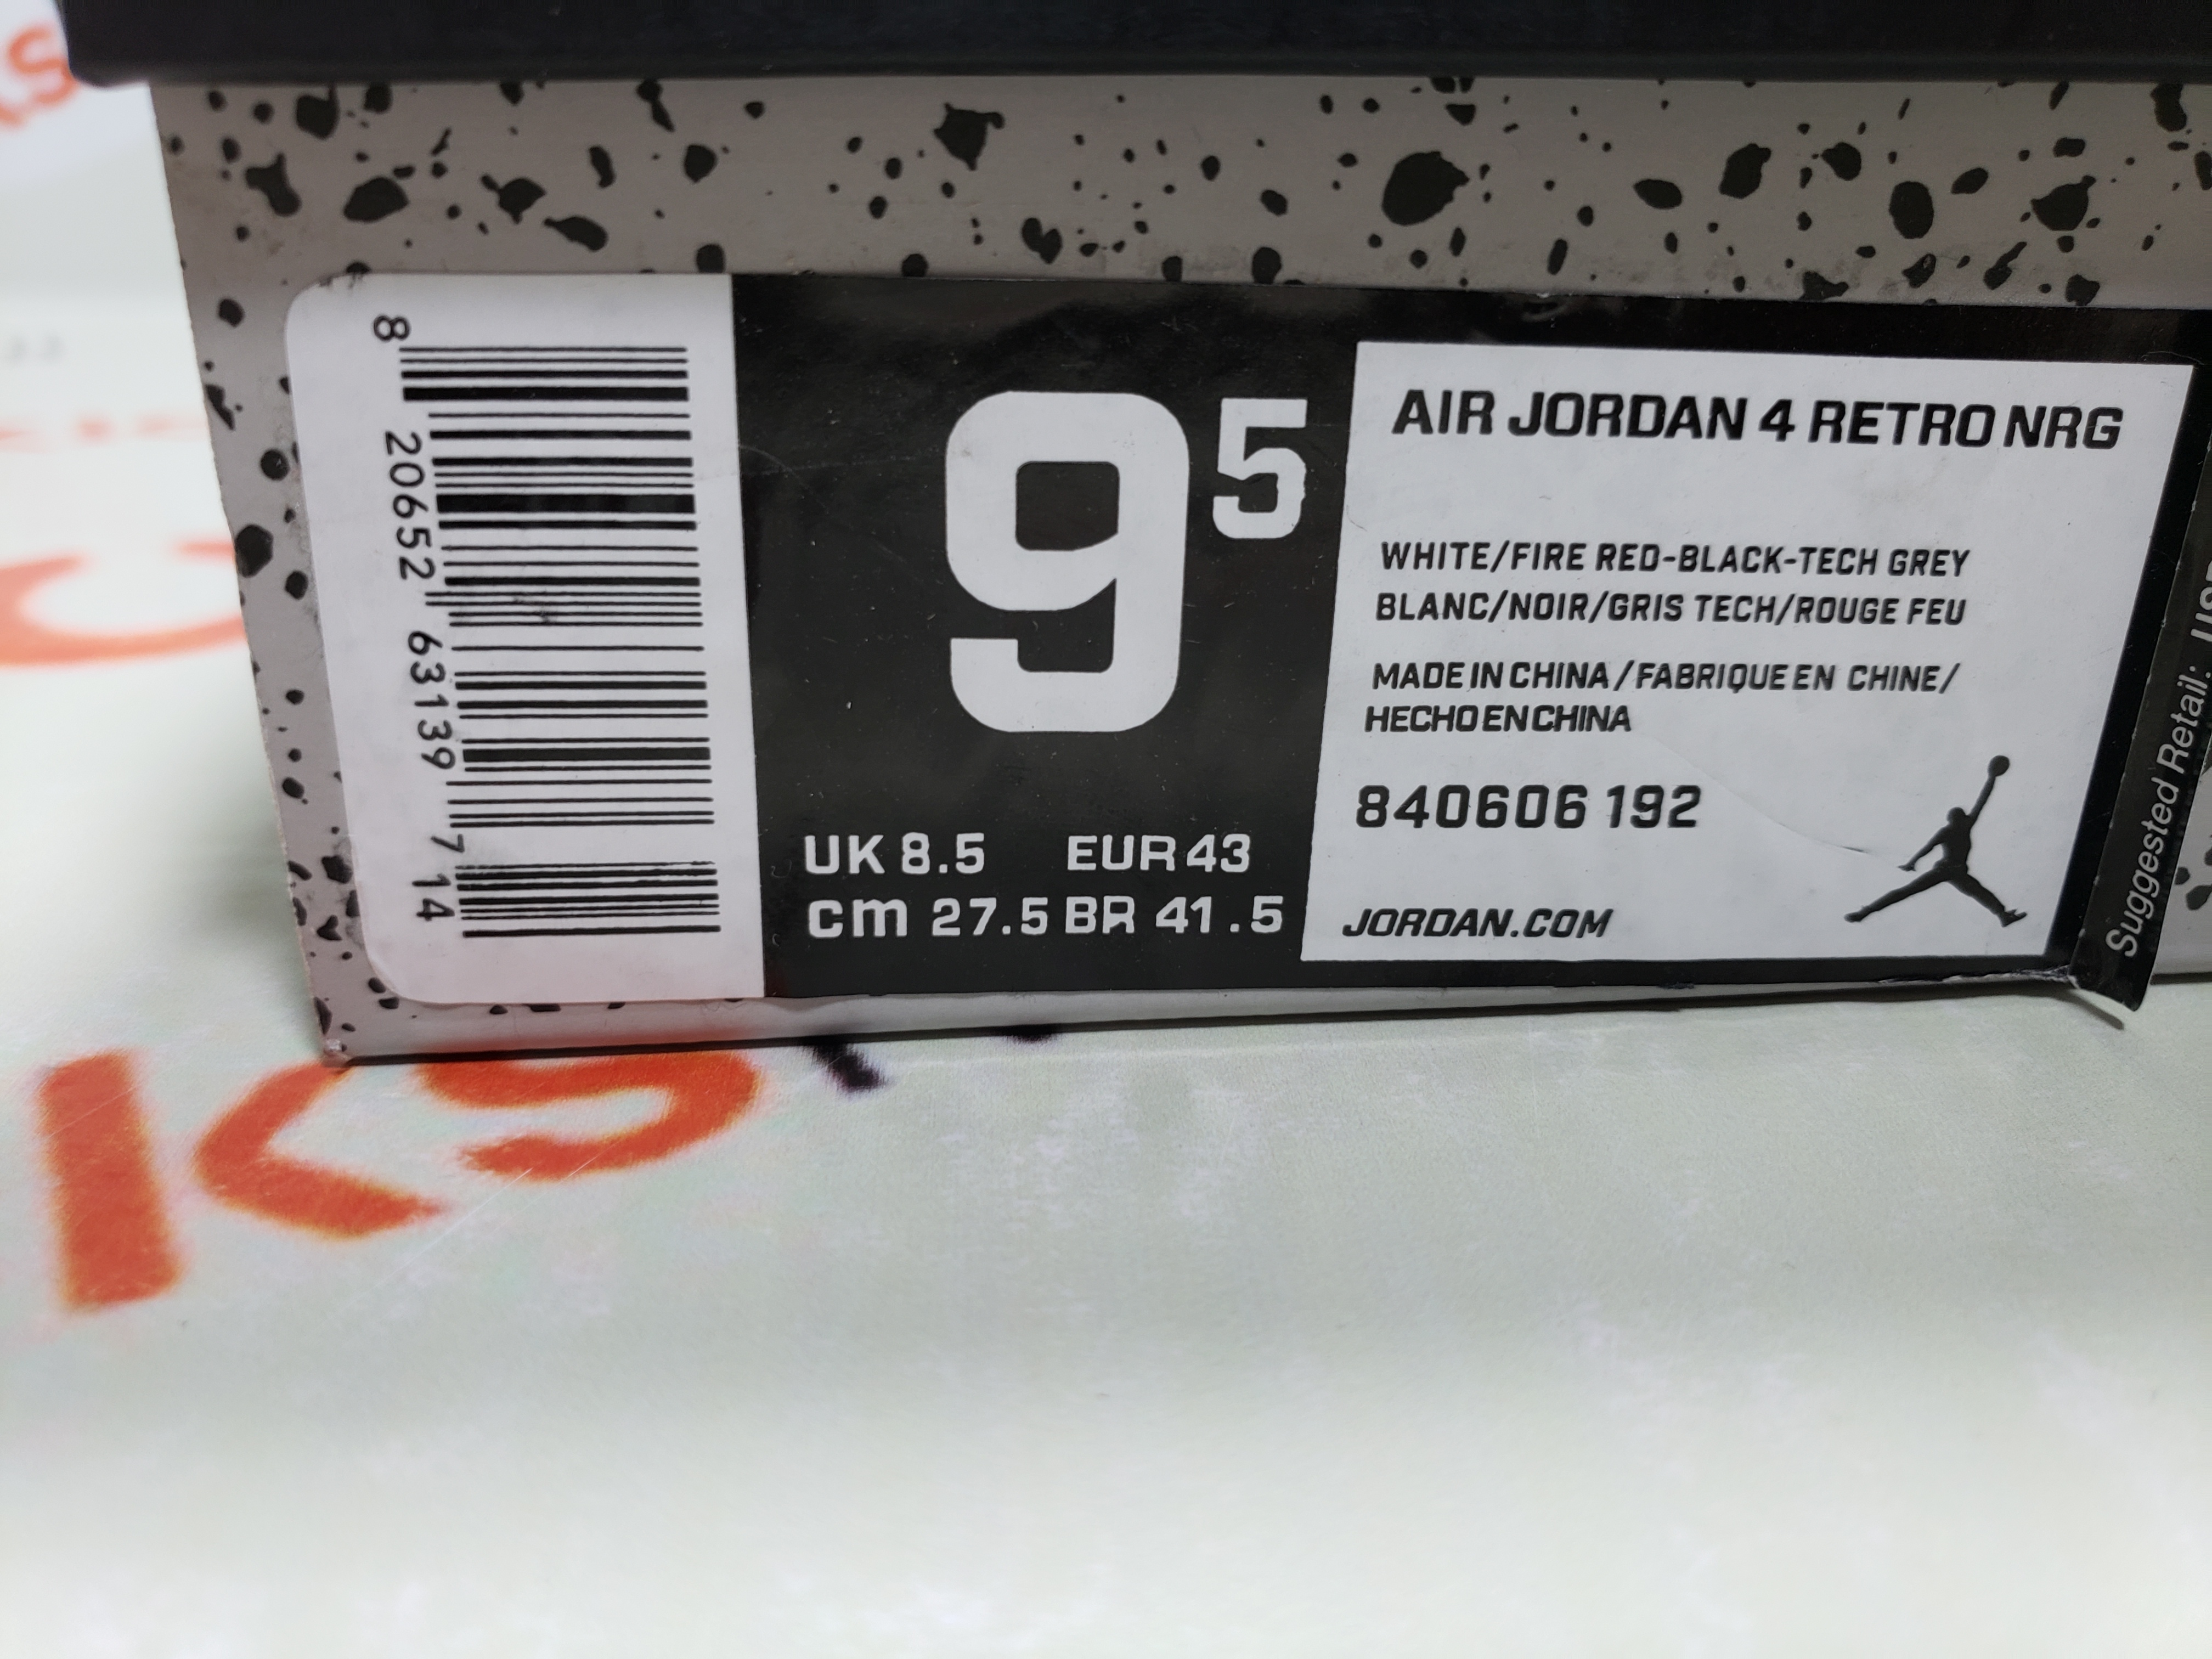 8 20652 63139 7 14
9 5
UK 8.5 EUR 43
cm 27.5 BR 41.5
AIR JORDAN 4 RETRO NRG
WHITE/FIRE RED-BLACK-TECH GREY
BLANC/NOIR/GRIS TECH/ROUGE FEU
MADE IN CHINA/FABRIQUE EN CHINE/
HECHO EN CHINA
840606 192
JORDAN.COM
Suggested Retail: